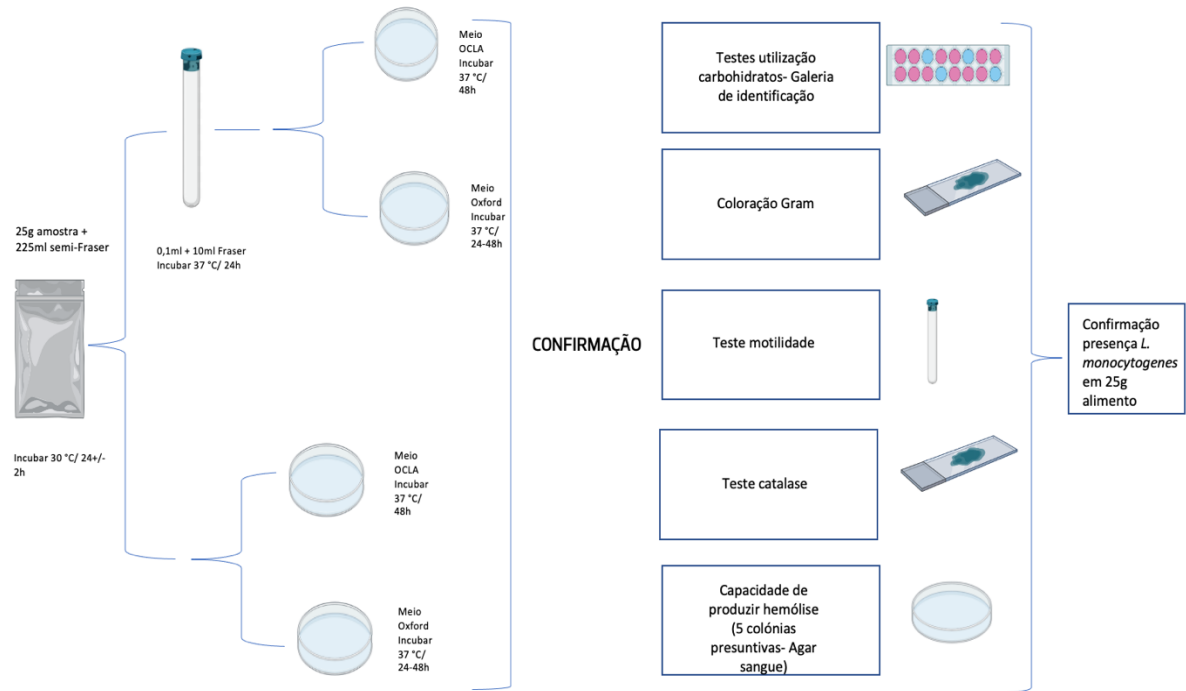 25g amostra +
225ml semi-Fraser
Incubar 30 °C/ 24+/-
2h
0,1ml + 10ml Fraser
Incubar 37 °C/ 24h
Meio
OCLA
Incubar
37 °C/
48h
Meio
Oxford
Incubar
37 °C/
24-48h
Meio
OCLA
Incubar
37 °C/
48h
Meio
Oxford
Incubar
37 °C/
24-48h
CONFIRMAÇÃO
Testes utilização
carbohidratos- Galeria
de identificação
Coloração Gram
Teste motilidade
Teste catalase
Capacidade de
produzir hemólise
(5 colónias
presuntivas- Agar
sangue)
Confirmação
presença L.
monocytogenes
em 25g
alimento